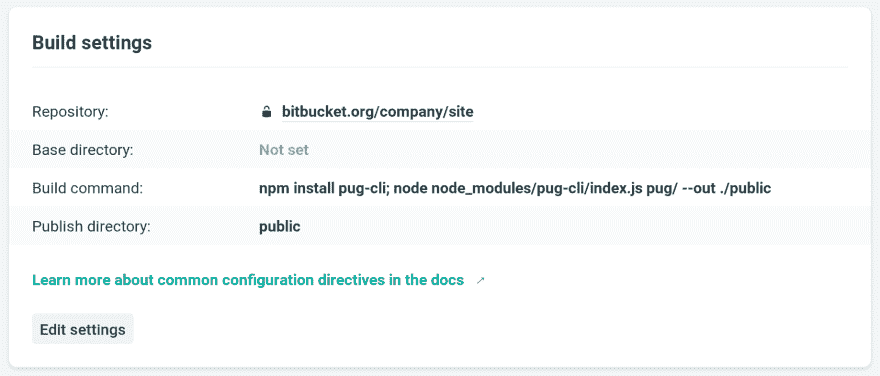 Build settings
Repository: bitbucket.org/company/site
Base directory: Not set
Build command: npm install pug-cli; node node_modules/pug-cli/index.js pug/ --out ./public
Publish directory: public
Learn more about common configuration directives in the docs
Edit settings